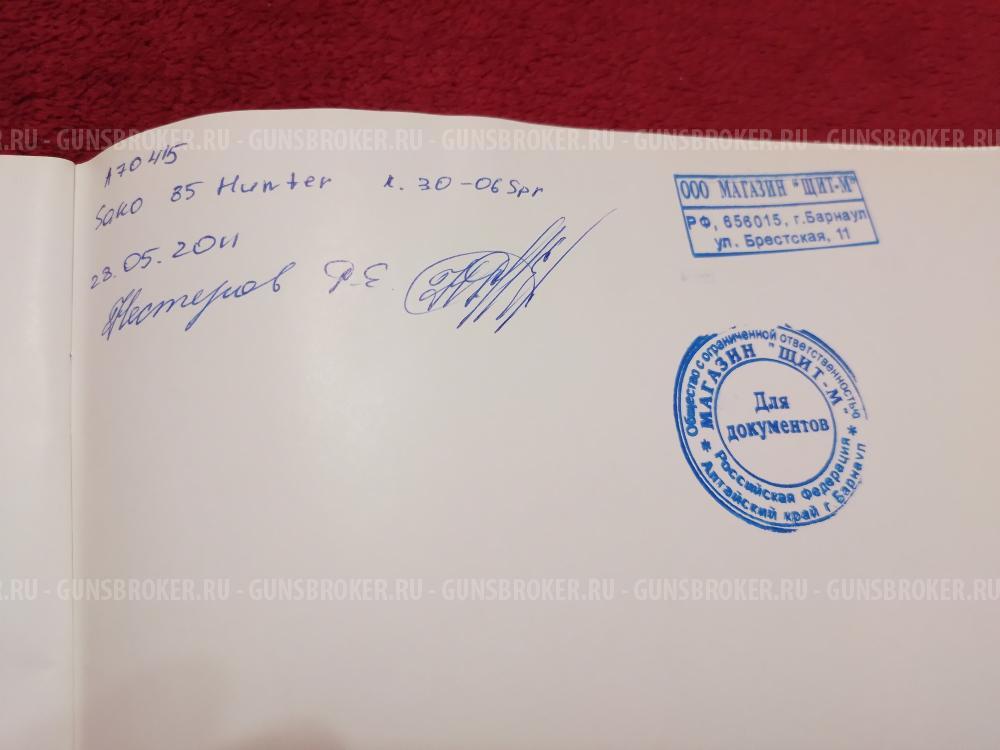 .RU - GUNSBROKER.RU - GUNSBROKER.RU - GUNSBROKER.RU - GUNSBROKER.RU - GUNSBROKER
A70415
Sako 85 Hunter к. 30-06 Spr
28.05.2011
Нестеров Р.Е.
ООО МАГАЗИН "ЩИТ-М"
РФ, 656015, г.Барнаул
ул. Брестская, 11
Общество с ограниченной ответственностью
* МАГАЗИН "ЩИТ-М" *
Для
документов
Российская Федерация
Алтайский край г Барнаул
.RU - GUNSBROKER.RU - GUNSBROKER.RU - GUNSBROKER.RU - GUNSBROKER.RU - GUNSBROKER